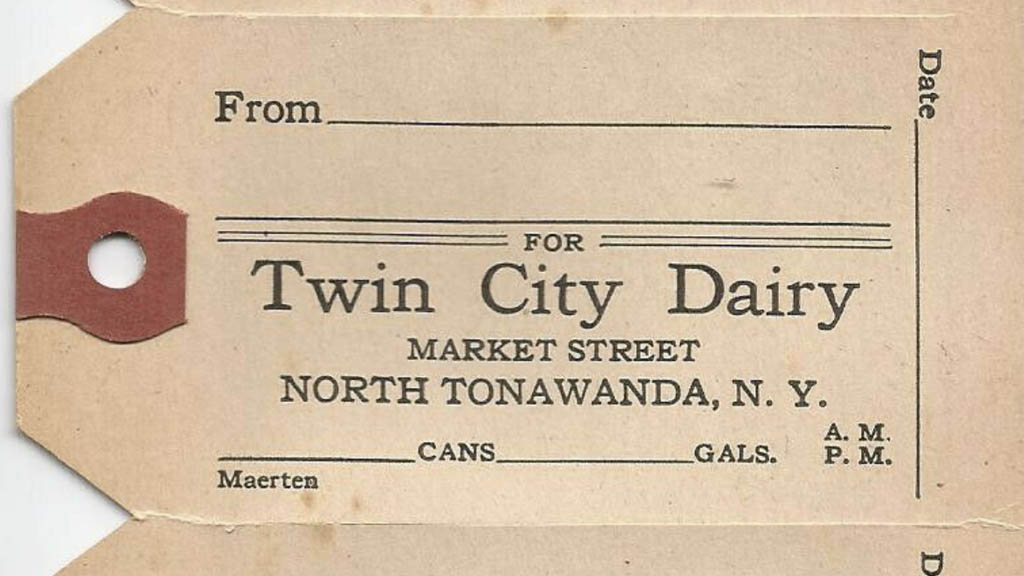 From
Date
FOR
Twin City Dairy
MARKET STREET
NORTH TONAWANDA, N. Y.
CANS GALS. A. M.
P. M.
Maerten
D